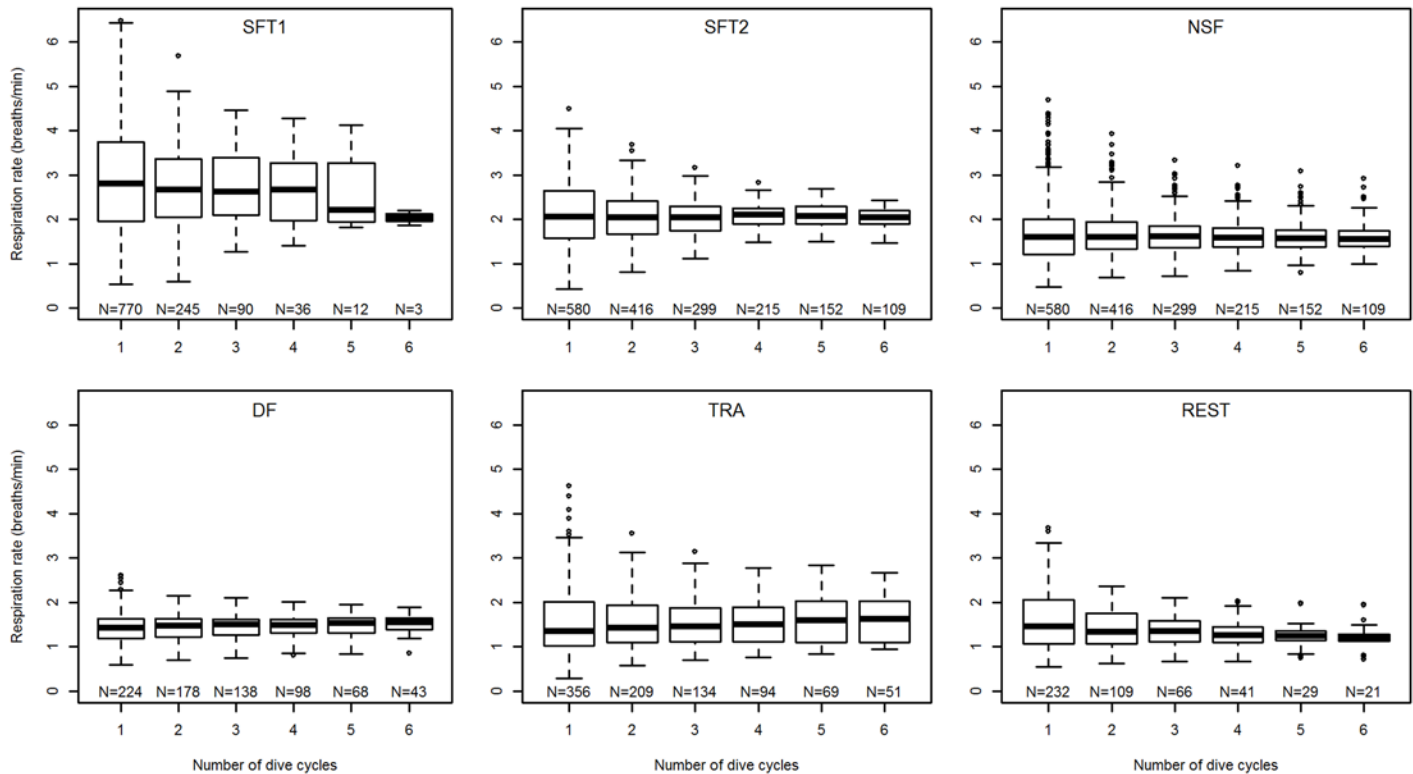 SFT1
SFT2
NSF
Respiration rate (breaths/min)
6
5
4
3
2
1
0
6
5
4
3
2
1
0
6
5
4
3
2
1
0
N=770 N=245 N=90 N=36 N=12 N=3
N=580 N=416 N=299 N=215 N=152 N=109
N=580 N=416 N=299 N=215 N=152 N=109
1 2 3 4 5 6
1 2 3 4 5 6
1 2 3 4 5 6
DF
TRA
REST
Respiration rate (breaths/min)
6
5
4
3
2
1
0
6
5
4
3
2
1
0
6
5
4
3
2
1
0
N=224 N=178 N=138 N=98 N=68 N=43
N=356 N=209 N=134 N=94 N=69 N=51
N=232 N=109 N=66 N=41 N=29 N=21
1 2 3 4 5 6
1 2 3 4 5 6
1 2 3 4 5 6
Number of dive cycles
Number of dive cycles
Number of dive cycles